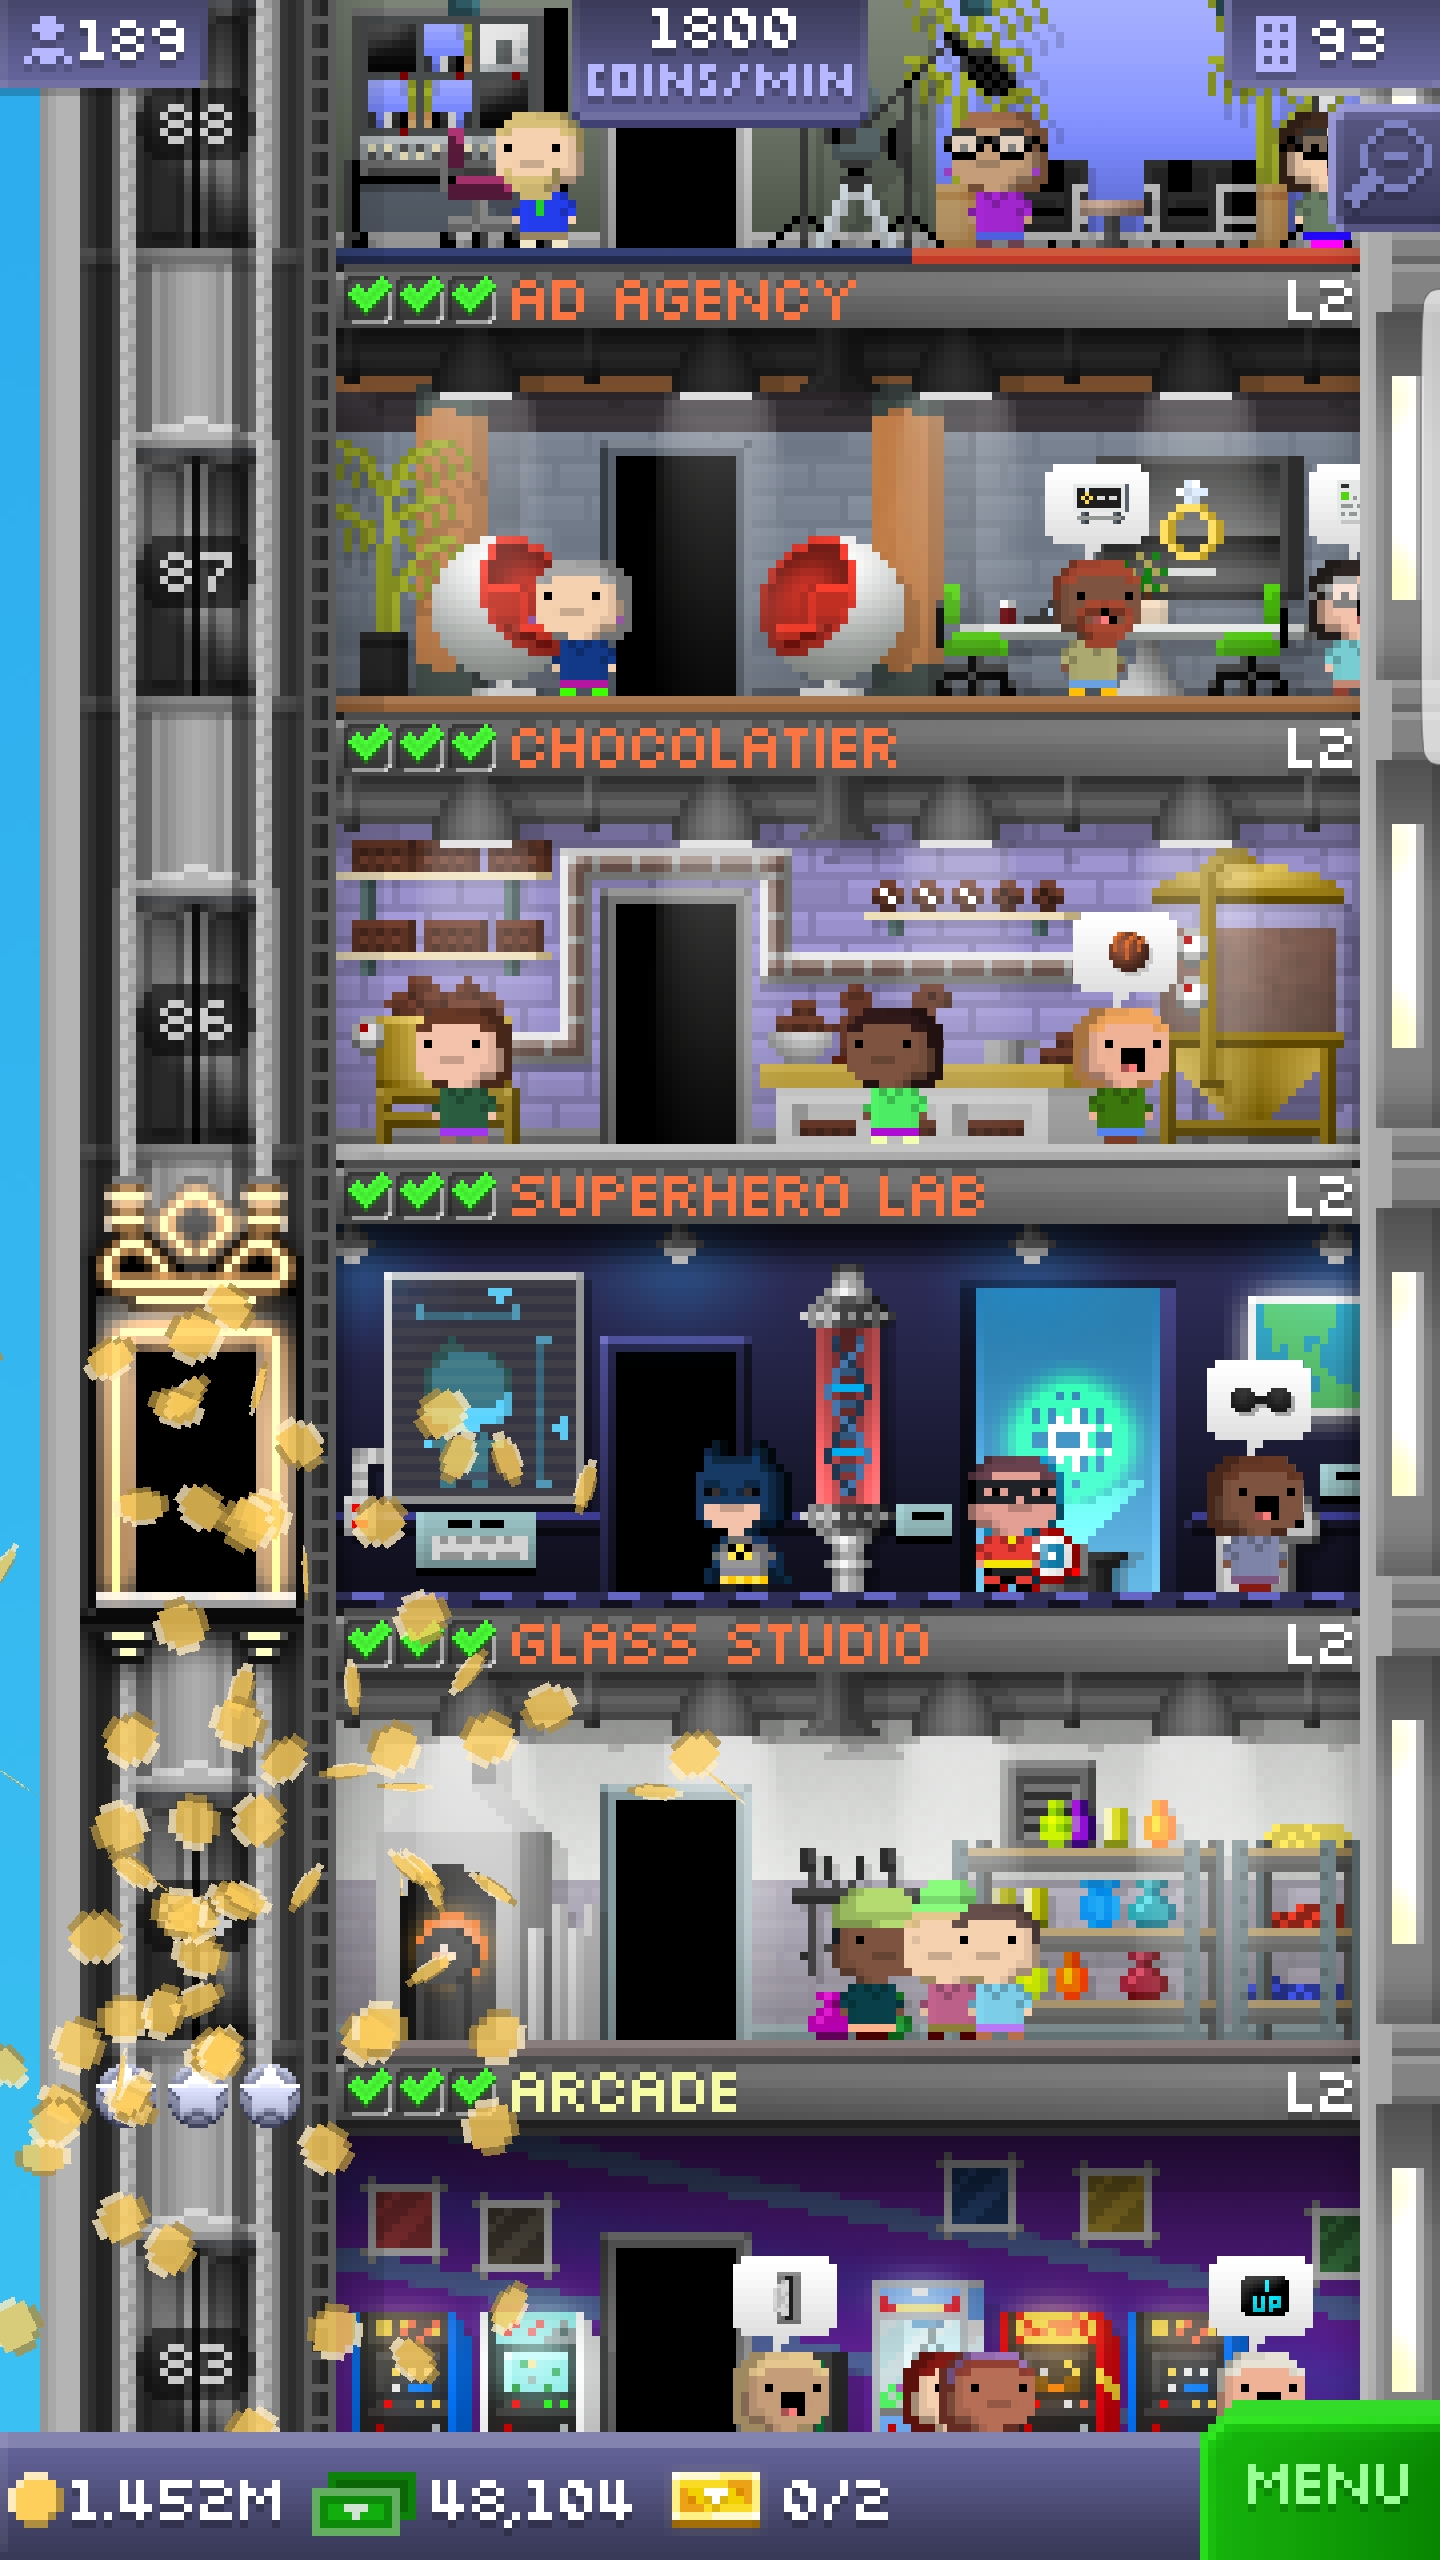 189
1800
COINS/MIN
93
88
AD AGENCY L2
87
CHOCOLATIER L2
86
SUPERHERO LAB L2
GLASS STUDIO L2
ARCADE L2
1
UP
83
1.452M 48,104 0/2
MENU